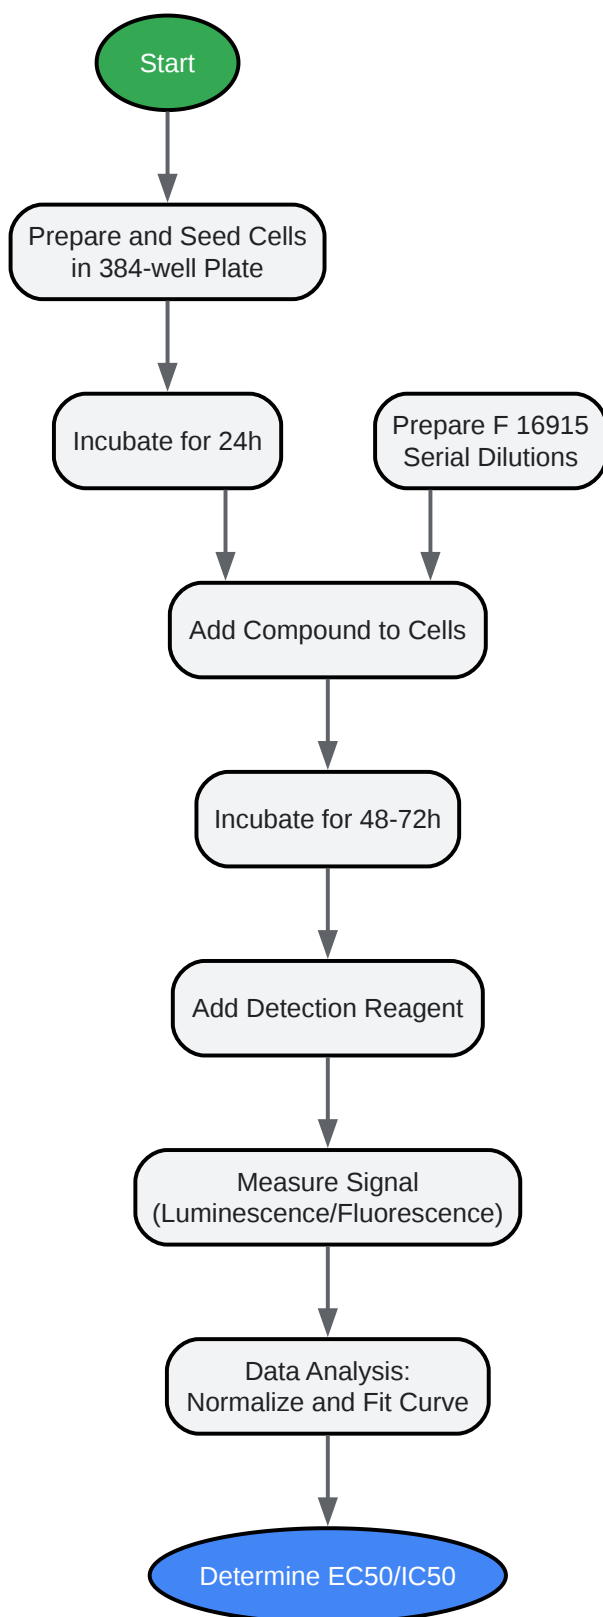 Start
Prepare and Seed Cells
in 384-well Plate
Incubate for 24h
Prepare F 16915
Serial Dilutions
Add Compound to Cells
Incubate for 48-72h
Add Detection Reagent
Measure Signal
(Luminescence/Fluorescence)
Data Analysis:
Normalize and Fit Curve
Determine EC50/IC50